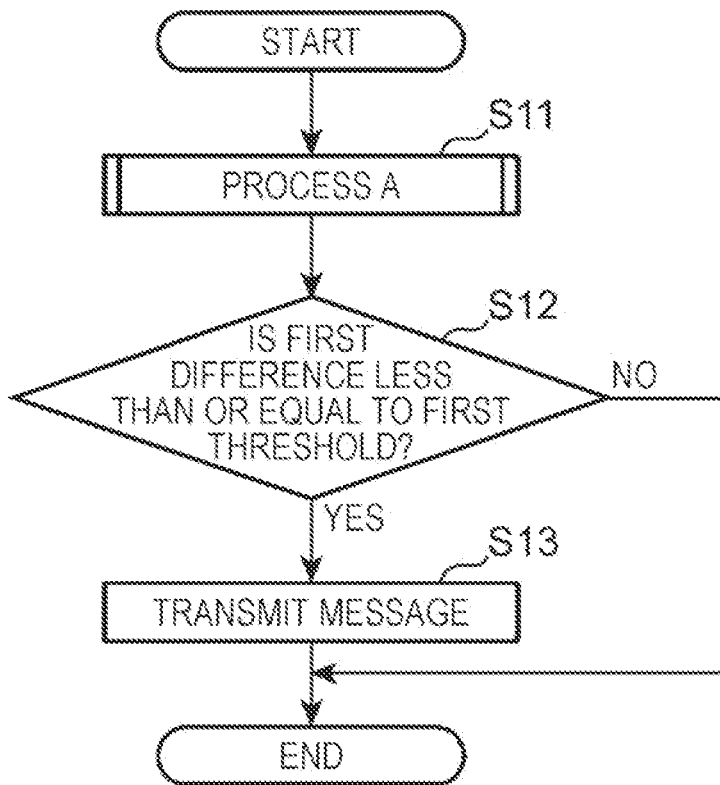 START
S11
PROCESS A
S12
IS FIRST
DIFFERENCE LESS
THAN OR EQUAL TO FIRST
THRESHOLD?
NO
YES
S13
TRANSMIT MESSAGE
END